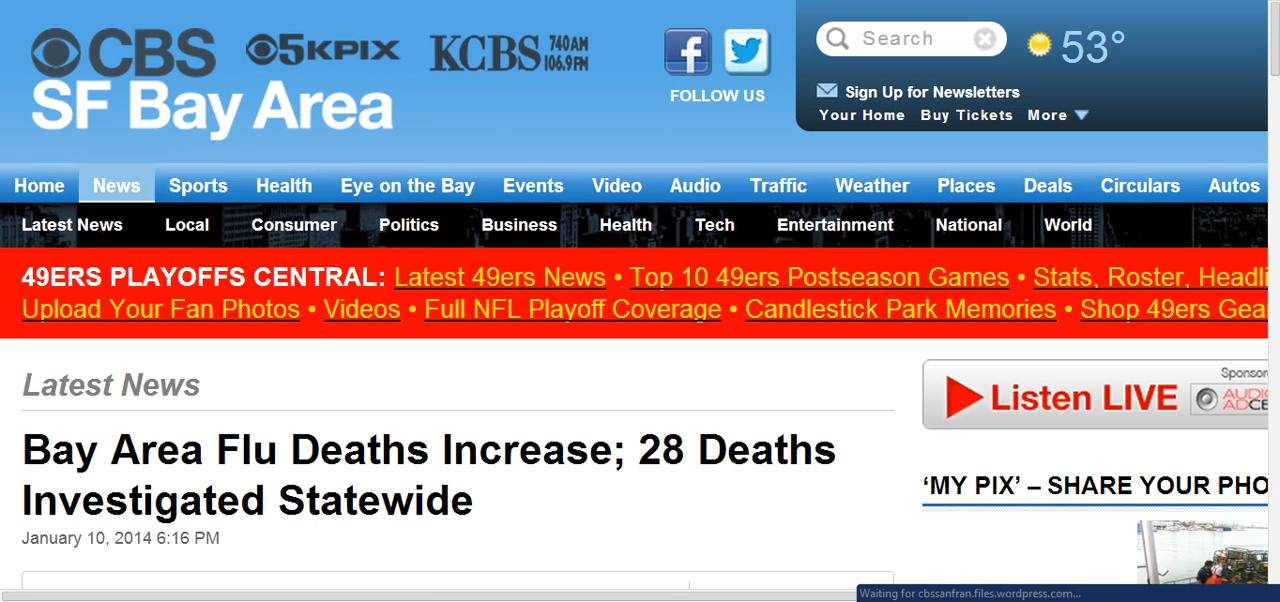 CBS 5KPIX KCBS 740AM 106.9FM
SF Bay Area
FOLLOW US
Search
53°
Sign Up for Newsletters
Your Home Buy Tickets More
Home News Sports Health Eye on the Bay Events Video Audio Traffic Weather Places Deals Circulars Autos
Latest News Local Consumer Politics Business Health Tech Entertainment National World
49ERS PLAYOFFS CENTRAL: Latest 49ers News • Top 10 49ers Postseason Games • Stats, Roster, Headli
Upload Your Fan Photos • Videos • Full NFL Playoff Coverage • Candlestick Park Memories • Shop 49ers Gea
Latest News
Bay Area Flu Deaths Increase; 28 Deaths
Investigated Statewide
January 10, 2014 6:16 PM
Sponsor
Listen LIVE
AUDIO
ADCE
‘MY PIX’ – SHARE YOUR PHO
Waiting for cbssanfran.files.wordpress.com...